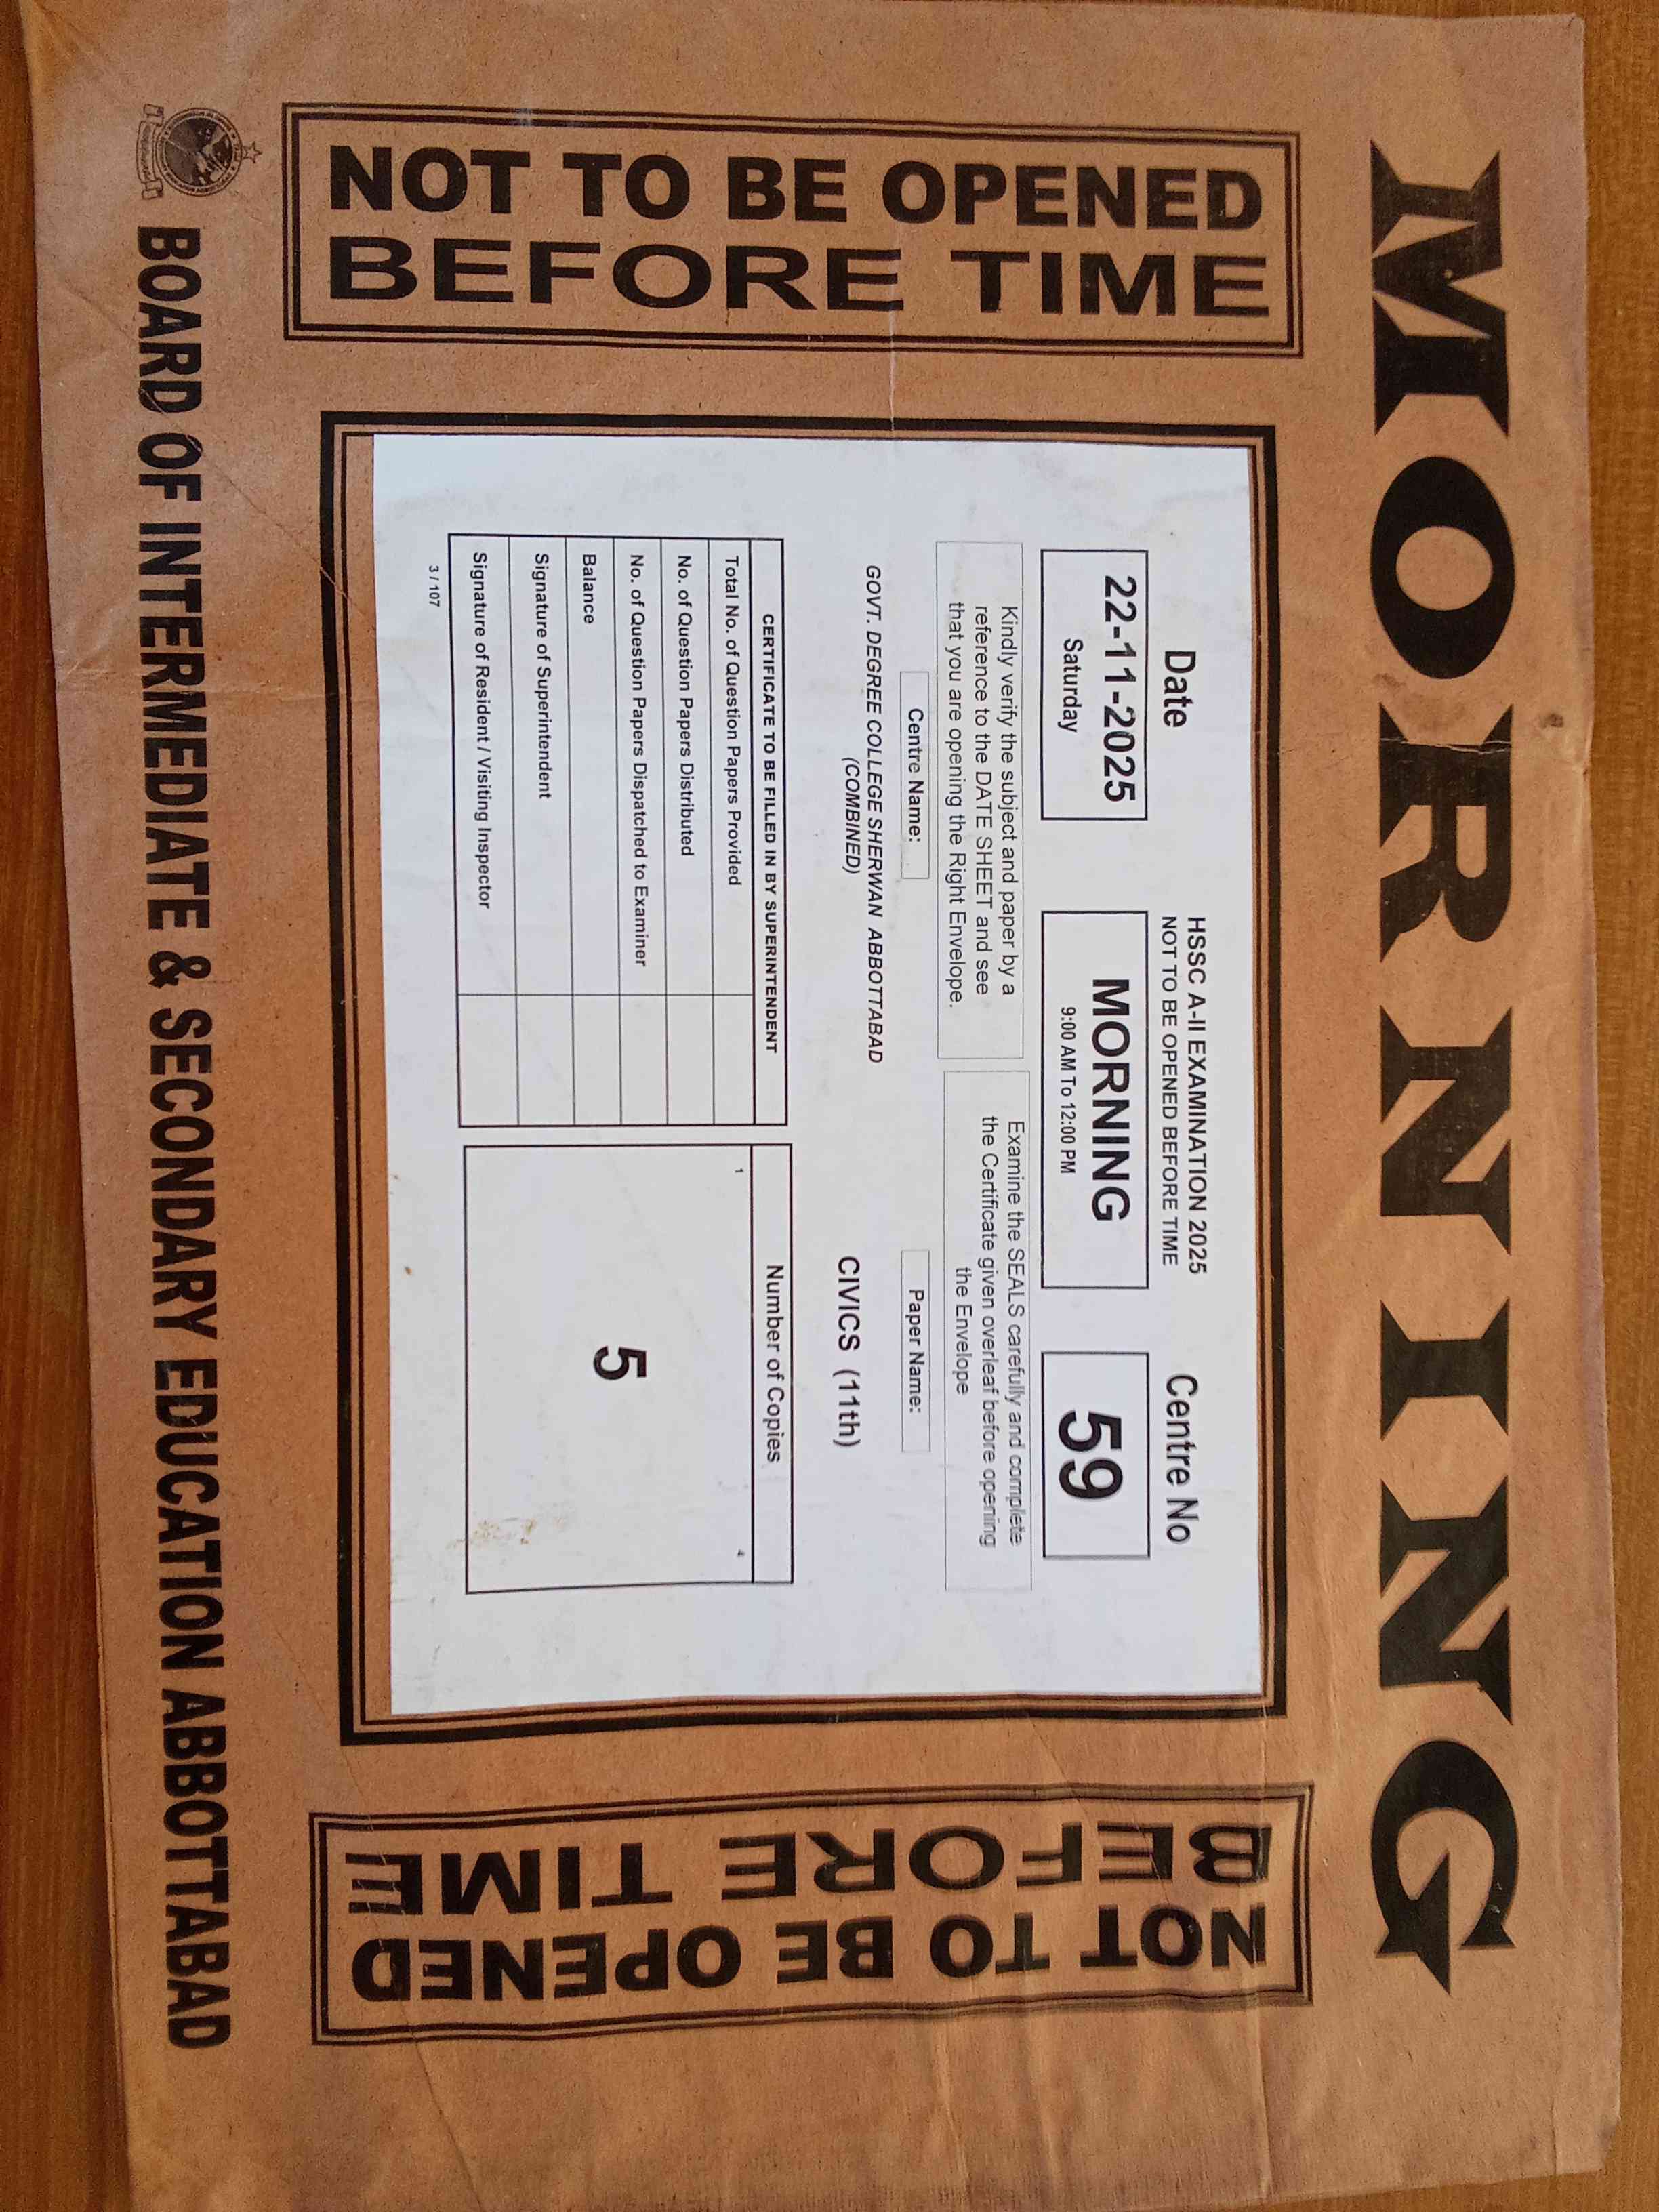 MORNING
NOT TO BE OPENED
BEFORE TIME
Date
22-11-2025
Saturday
HSSC A-II EXAMINATION 2025
NOT TO BE OPENED BEFORE TIME
MORNING
9:00 AM To 12:00 PM
Centre No
59
Kindly verify the subject and paper by a
reference to the DATE SHEET and see
that you are opening the Right Envelope.
Examine the SEALS carefully and complete
the Certificate given overleaf before opening
the Envelope
Centre Name:
GOVT. DEGREE COLLEGE SHERWAN ABBOTTABAD
(COMBINED)
Paper Name:
CIVICS (11th)
CERTIFICATE TO BE FILLED IN BY SUPERINTENDENT
Total No. of Question Papers Provided
No. of Question Papers Distributed
No. of Question Papers Dispatched to Examiner
Balance
Signature of Superintendent
Signature of Resident / Visiting Inspector
3 / 107
Number of Copies
1
4
5
NOT TO BE OPENED
BEFORE TIME
BOARD OF INTERMEDIATE & SECONDARY EDUCATION ABBOTTABAD